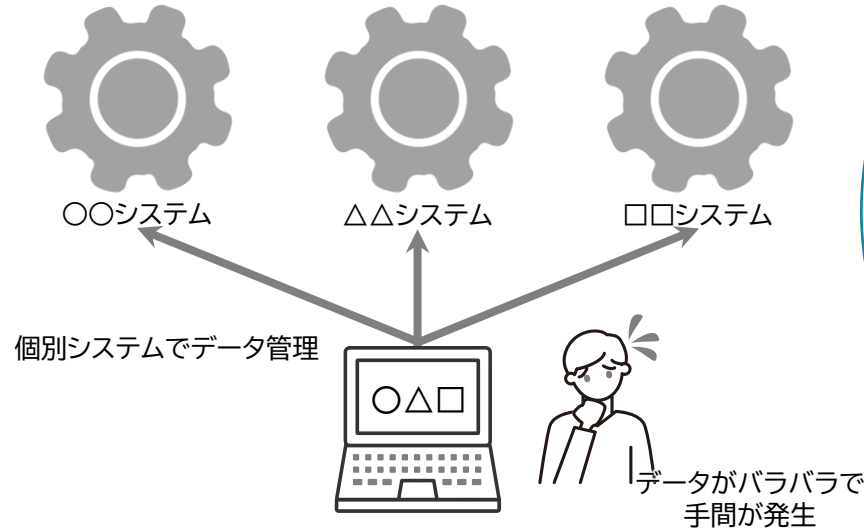 〇〇システム
△△システム
□□システム
個別システムでデータ管理
〇△□
データがバラバラで
手間が発生